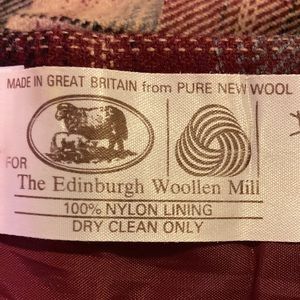 MADE IN GREAT BRITAIN from PURE NEW WOOL
FOR
The Edinburgh Woollen Mill
100% NYLON LINING
DRY CLEAN ONLY